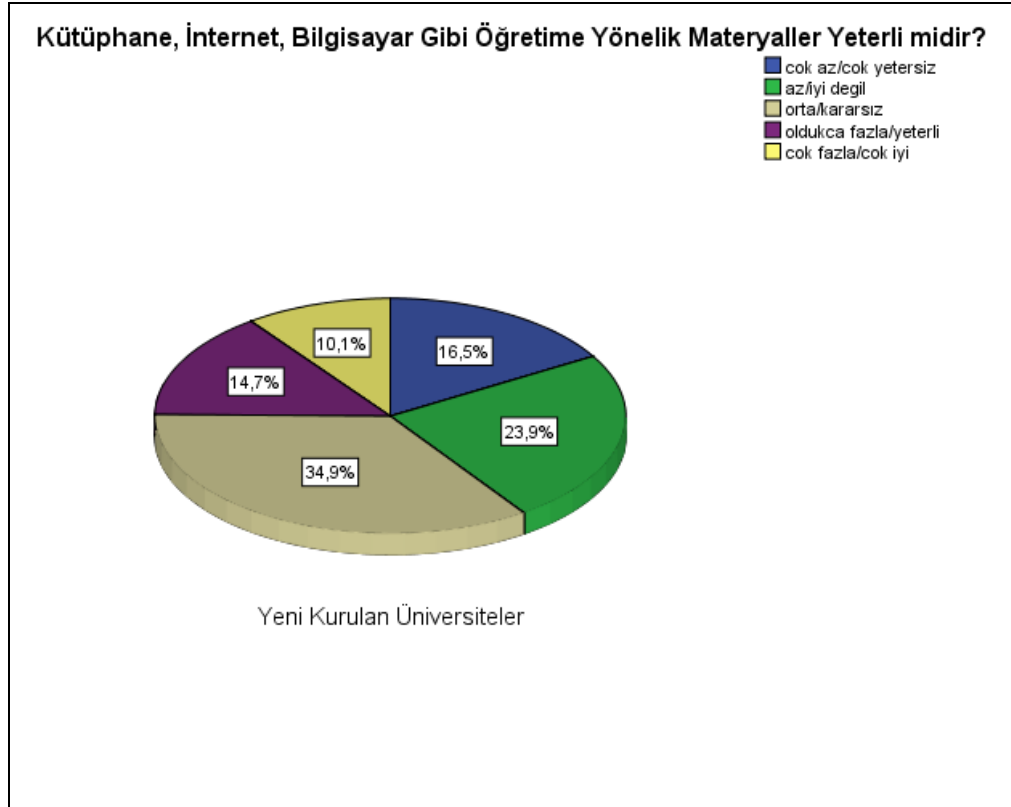 Kütüphane, İnternet, Bilgisayar Gibi Öğretime Yönelik Materyaller Yeterli midir?
cok az/cok yetersiz
az/iyi degil
orta/kararsız
oldukca fazla/yeterli
cok fazla/cok iyi
10,1%
16,5%
14,7%
23,9%
34,9%
Yeni Kurulan Üniversiteler